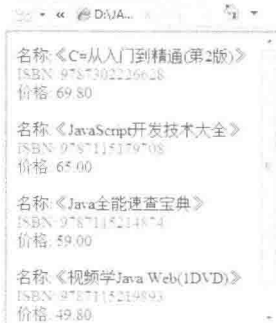 « D:\JA...
名称:《C#从入门到精通(第2版)》
ISBN: 9787302226628
价格: 69.80
名称:《JavaScript开发技术大全》
ISBN: 9787115179708
价格: 65.00
名称:《Java全能速查宝典》
ISBN: 9787115214874
价格: 59.00
名称:《视频学Java Web(1DVD)》
ISBN: 9787115219893
价格: 49.80